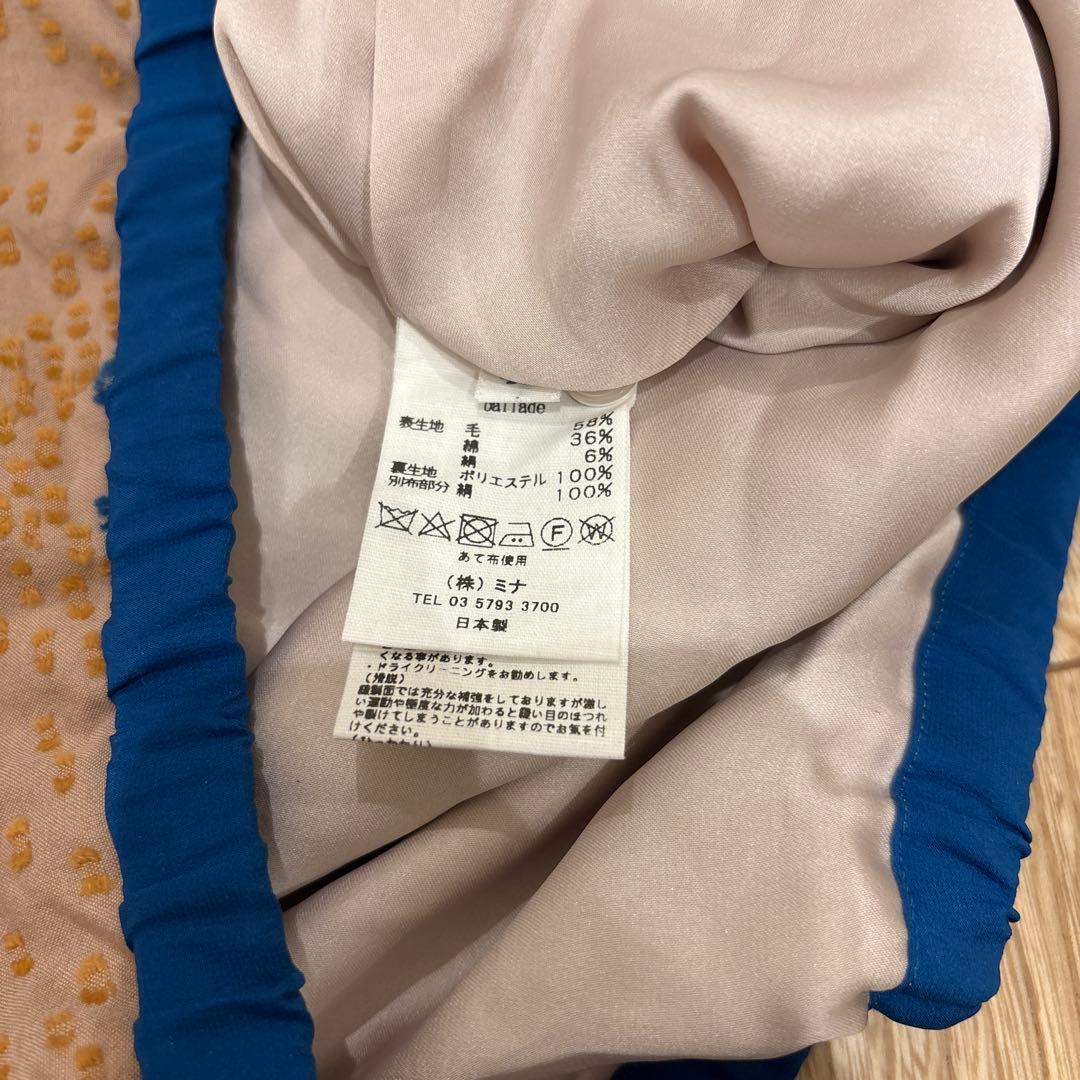 ballade
表生地 毛 58%
綿 36%
絹 6%
裏生地 ポリエステル 100%
別布部分 絹 100%
F W
あて布使用
(株)ミナ
TEL 03 5793 3700
日本製
くなる事があります。
・ドライクリーニングをお勧めします。
(滑脱)
縫製面では充分な補強をしておりますが激し
い運動や極度な力が加わると縫い目のほつれ
や裂けてしまうことがありますのでお気を付
けください。